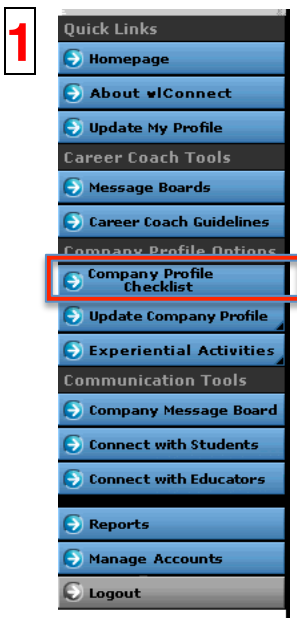 1
Quick Links
Homepage
About vlConnect
Update My Profile
Career Coach Tools
Message Boards
Career Coach Guidelines
Company Profile Options
Company Profile
Checklist
Update Company Profile
Experiential Activities
Communication Tools
Company Message Board
Connect with Students
Connect with Educators
Reports
Manage Accounts
Logout